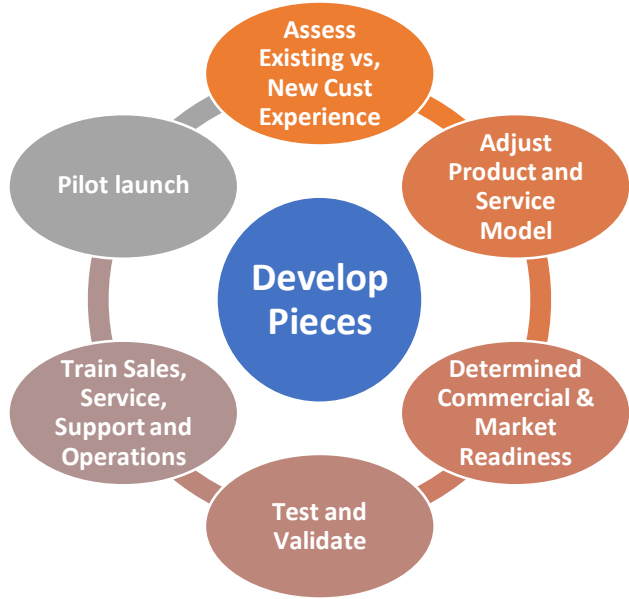 Assess
Existing vs,
New Cust
Experience
Adjust
Product and
Service
Model
Determined
Commercial &
Market
Readiness
Test and
Validate
Train Sales,
Service,
Support and
Operations
Pilot launch
Develop
Pieces